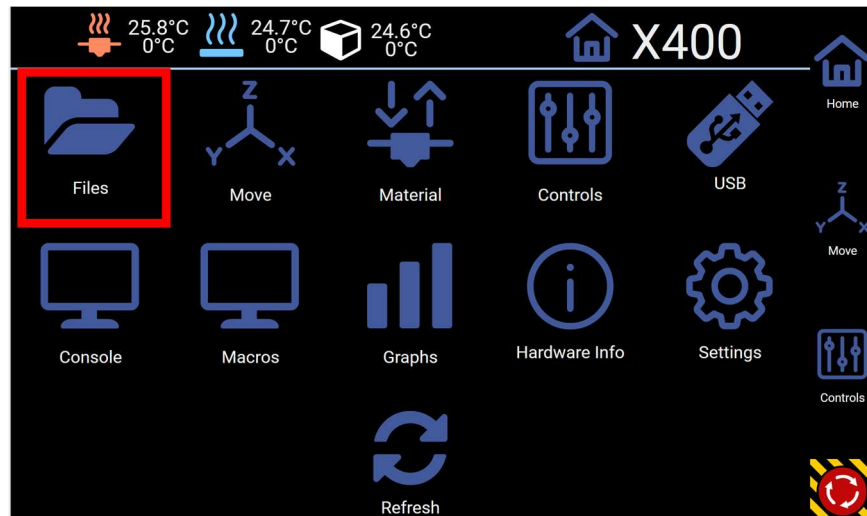 25.8°C 24.7°C 24.6°C X400
0°C 0°C 0°C
Home
Files Move Material Controls USB
Z
Y X
Z
Y X
Move
Console Macros Graphs Hardware Info Settings
Controls
Refresh